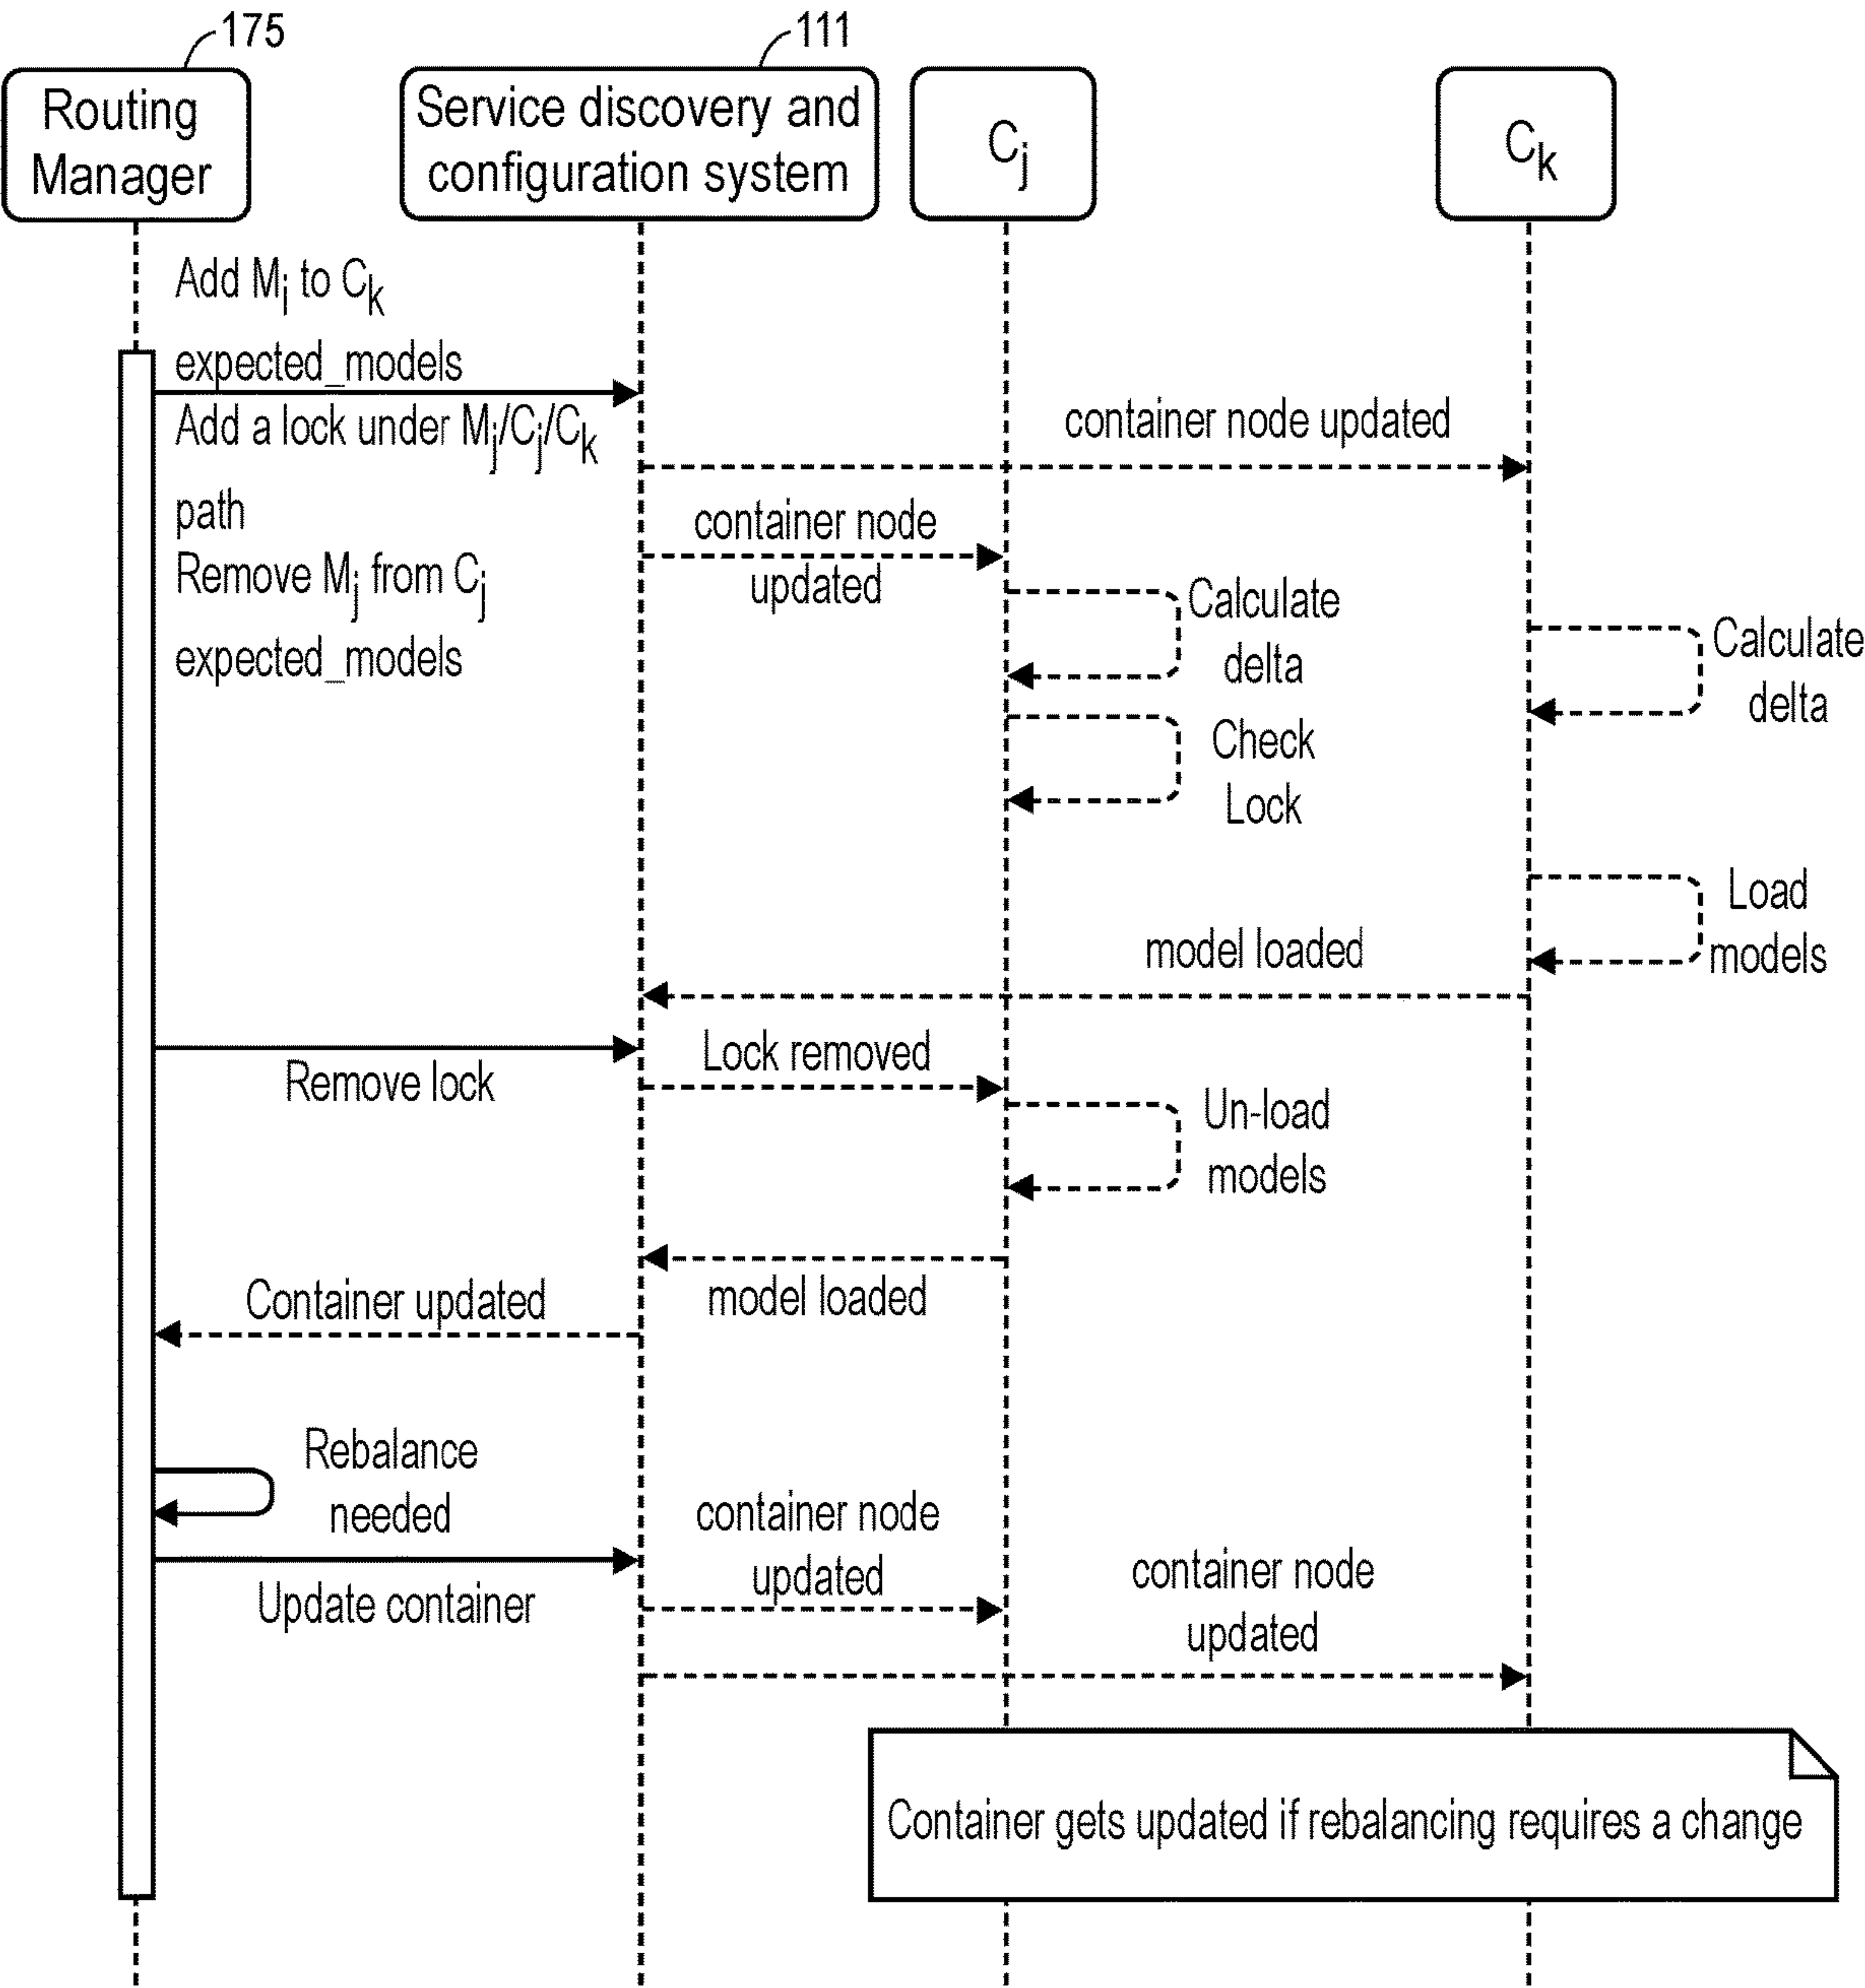 175
111
Routing
Manager
Service discovery and
configuration system
Cj
Ck
Add Mj to Ck
expected_models
Add a lock under Mj/Cj/Ck
path
Remove Mj from Cj
expected_models
container node updated
container node
updated
Calculate
delta
Calculate
delta
Check
Lock
Load
models
model loaded
Remove lock
Lock removed
Un-load
models
model loaded
Container updated
Rebalance
needed
container node
updated
Update container
container node
updated
Container gets updated if rebalancing requires a change